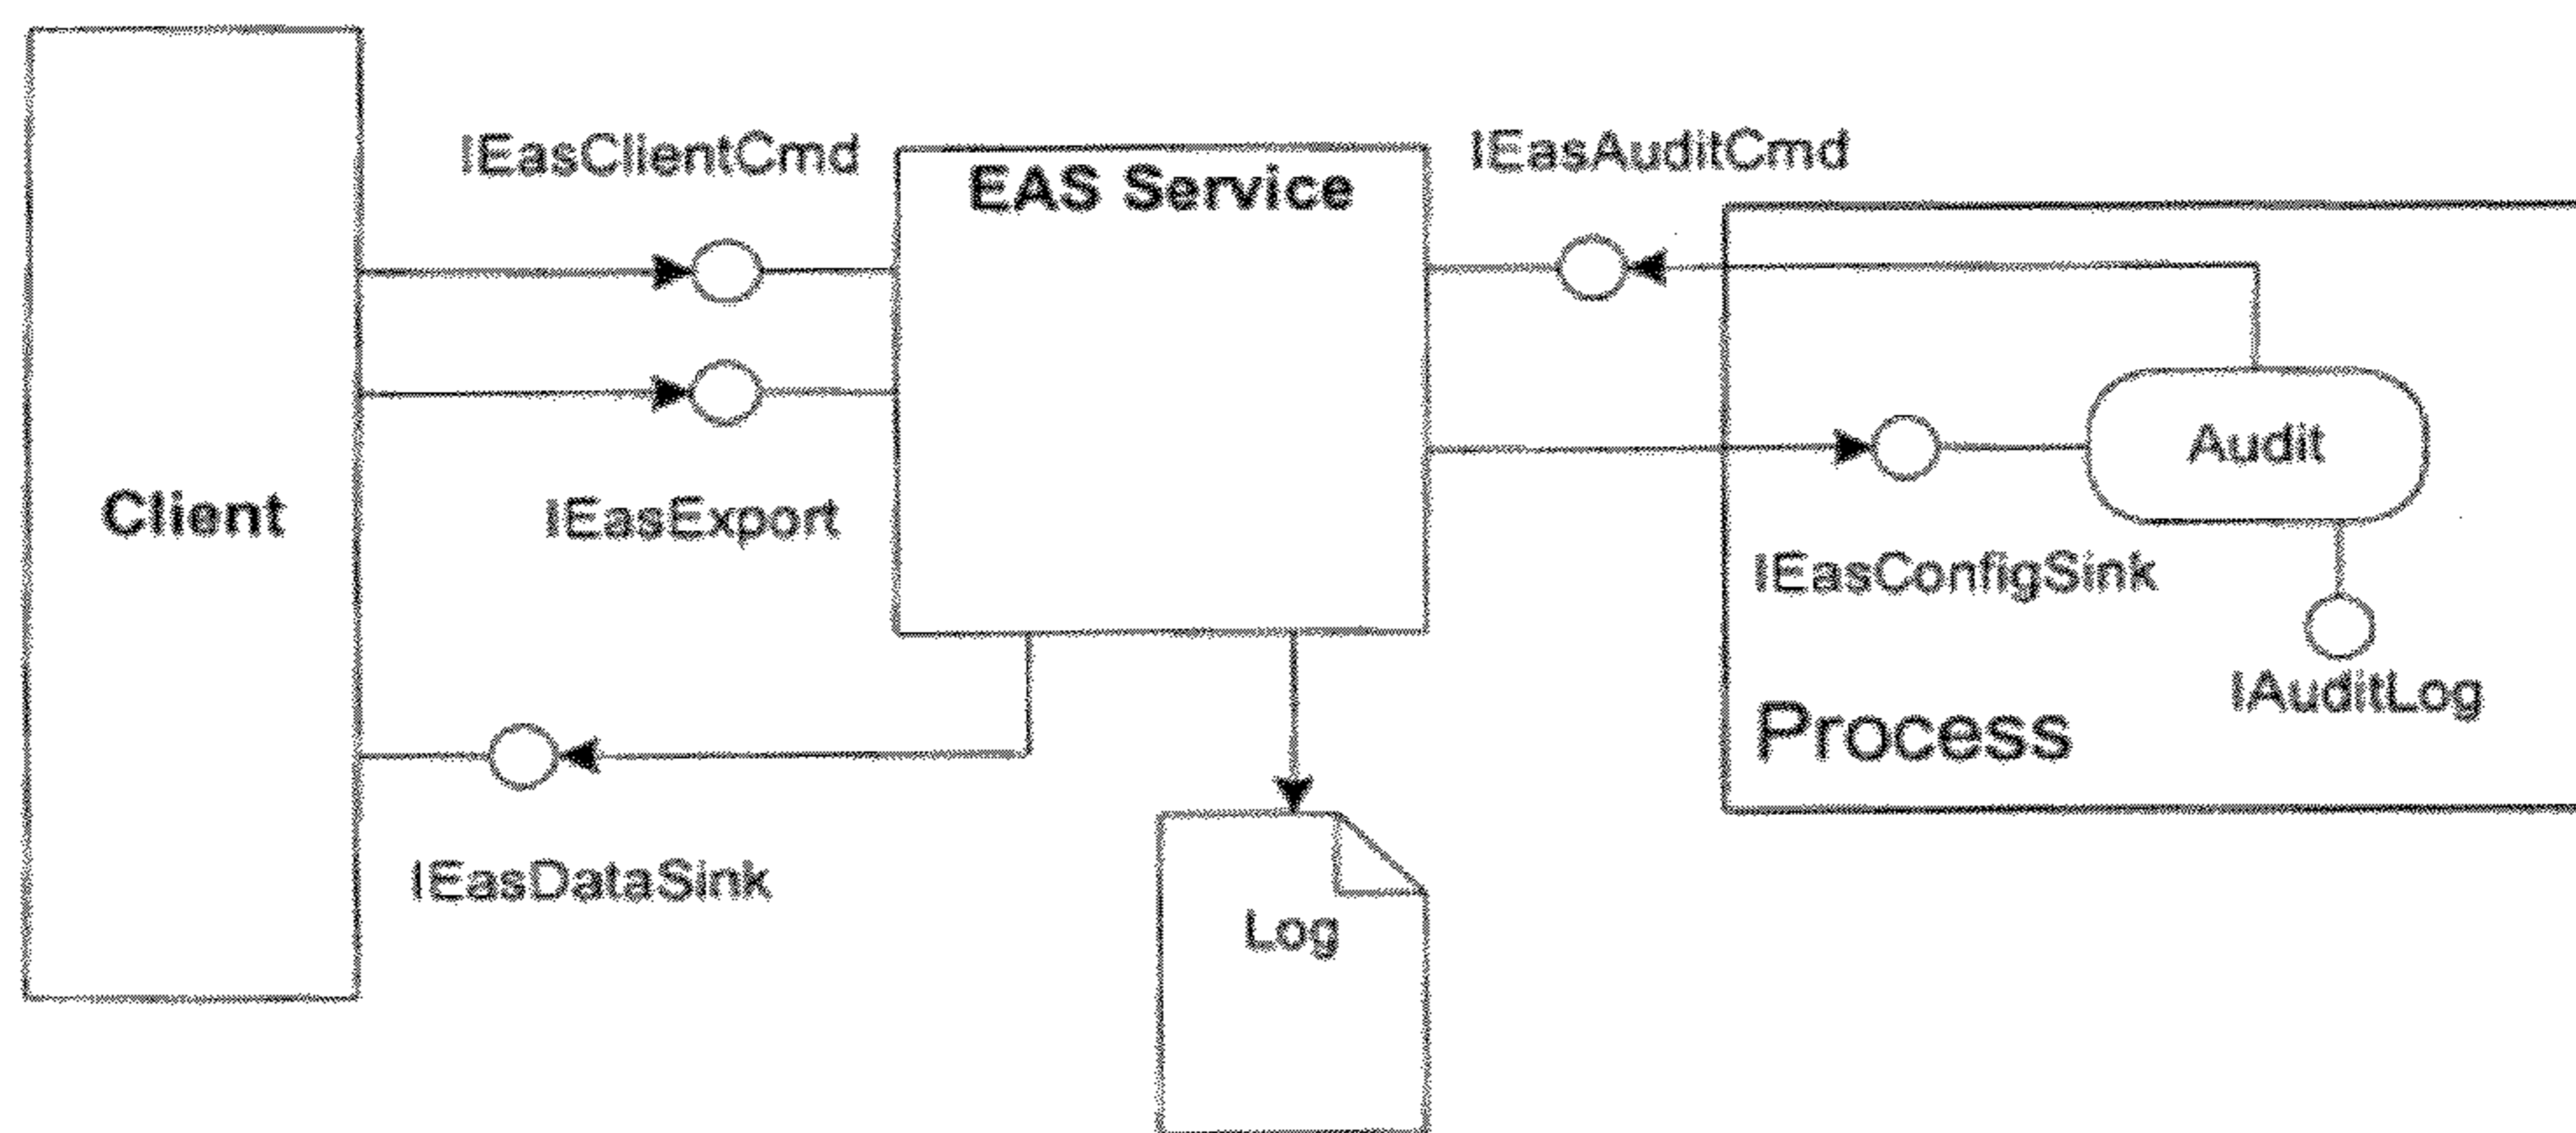 IEasClientCmd
EAS Service
IEasAuditCmd
Client
IEasExport
Audit
IEasConfigSink
IAuditLog
Process
IEasDataSink
Log